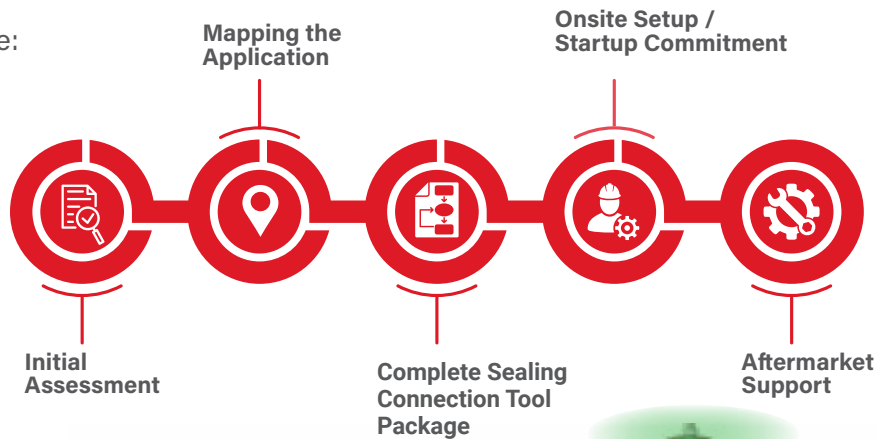 e:
Mapping the
Application
Onsite Setup /
Startup Commitment
Initial
Assessment
Complete Sealing
Connection Tool
Package
Aftermarket
Support